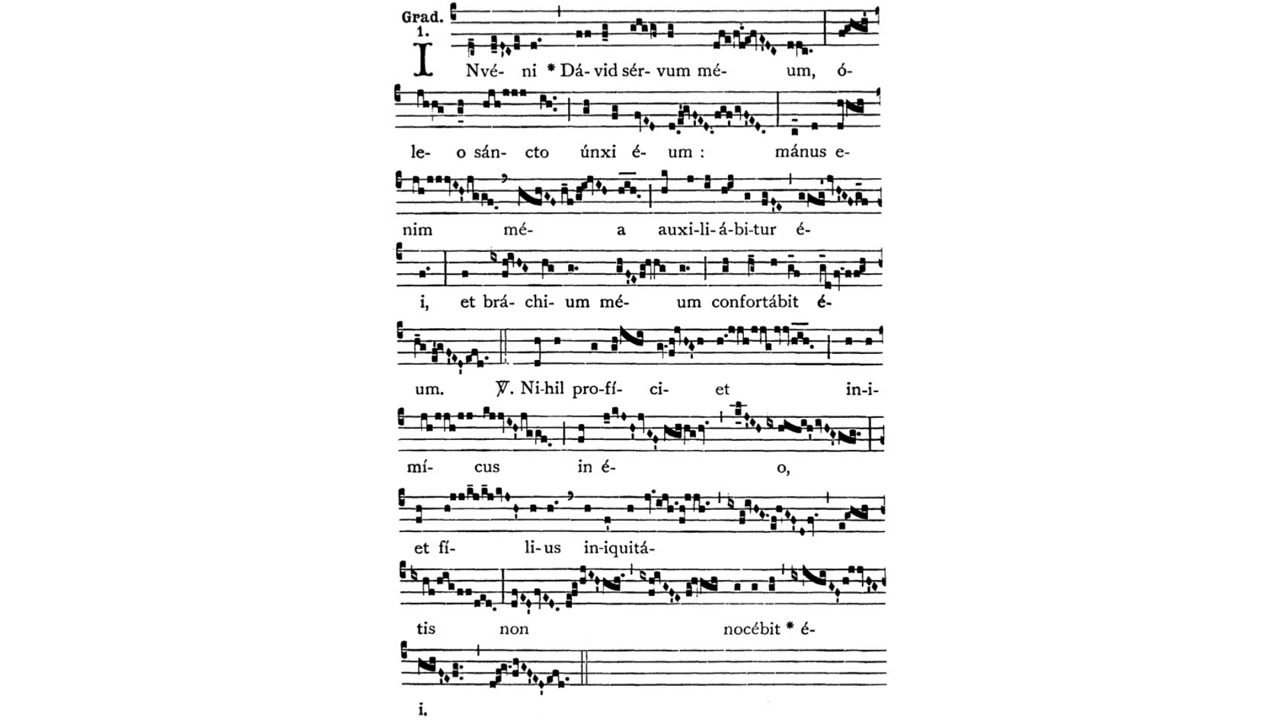 Grad.
1.
INvé- ni * Dá- vid sér- vum mé- um, ó-
le- o sán- cto únxi é- um :
mánus e-
nim mé- a auxi-li-á-bi-tur é-
i, et brá- chi- um mé- um confortábit é-
um. ℣. Ni-hil pro-fí- ci- et in-i-
mí- cus in é- o,
et fí- li-us in-iquitá-
tis non nocébit * é-
i.